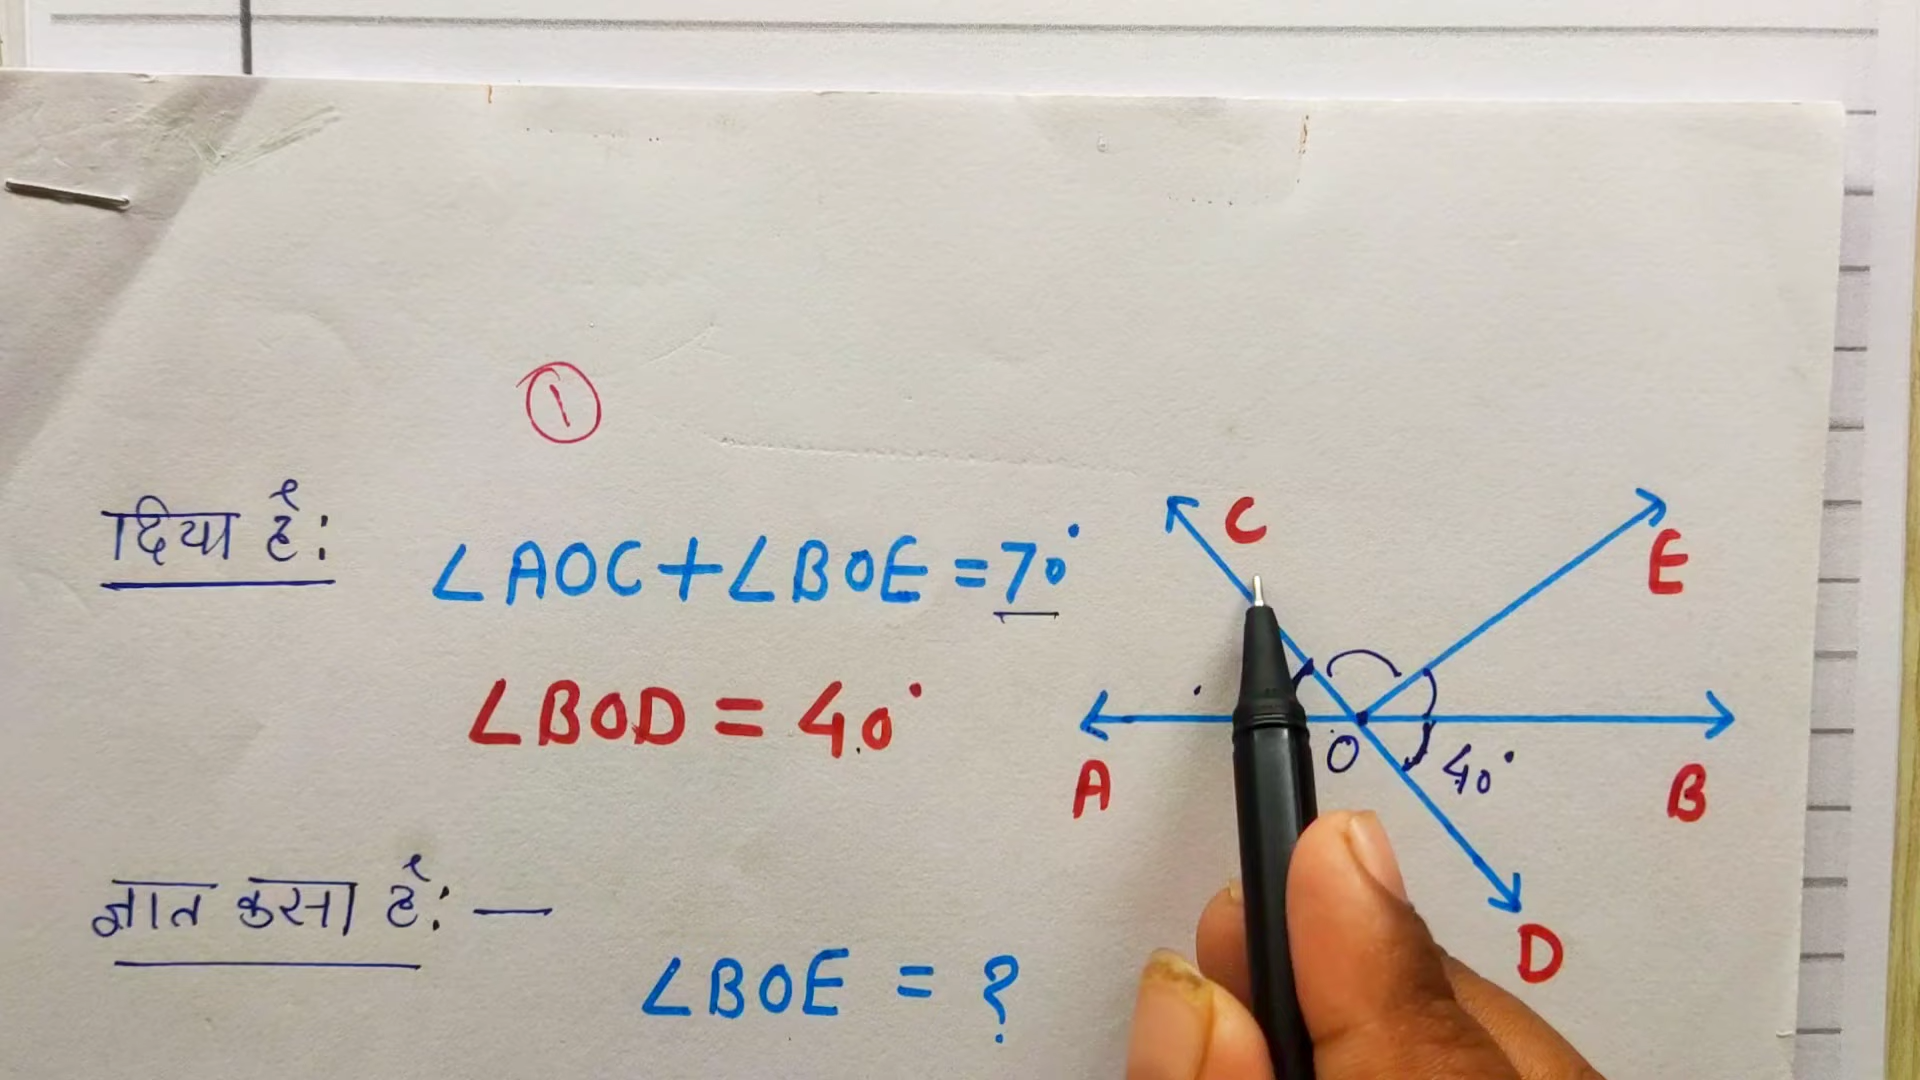 1
दिया है:
∠AOC+∠BOE=70°
∠BOD = 40°
ज्ञात करना है:—
∠BOE = ?
C
E
A
O
40°
B
D